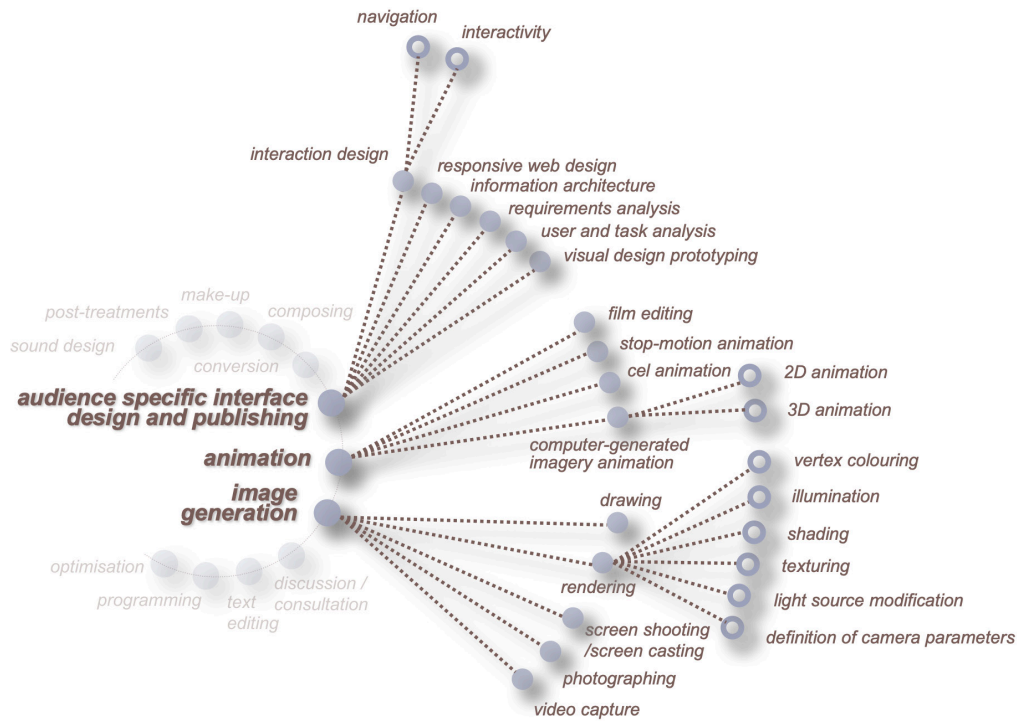 navigation
interactivity
interaction design
responsive web design
information architecture
requirements analysis
user and task analysis
visual design prototyping
make-up
post-treatments
composing
sound design
conversion
film editing
stop-motion animation
cel animation
2D animation
3D animation
audience specific interface
design and publishing
computer-generated
imagery animation
animation
vertex colouring
image
generation
drawing
illumination
shading
rendering
texturing
light source modification
definition of camera parameters
optimisation
programming
text
editing
discussion /
consultation
screen shooting
/screen casting
photographing
video capture